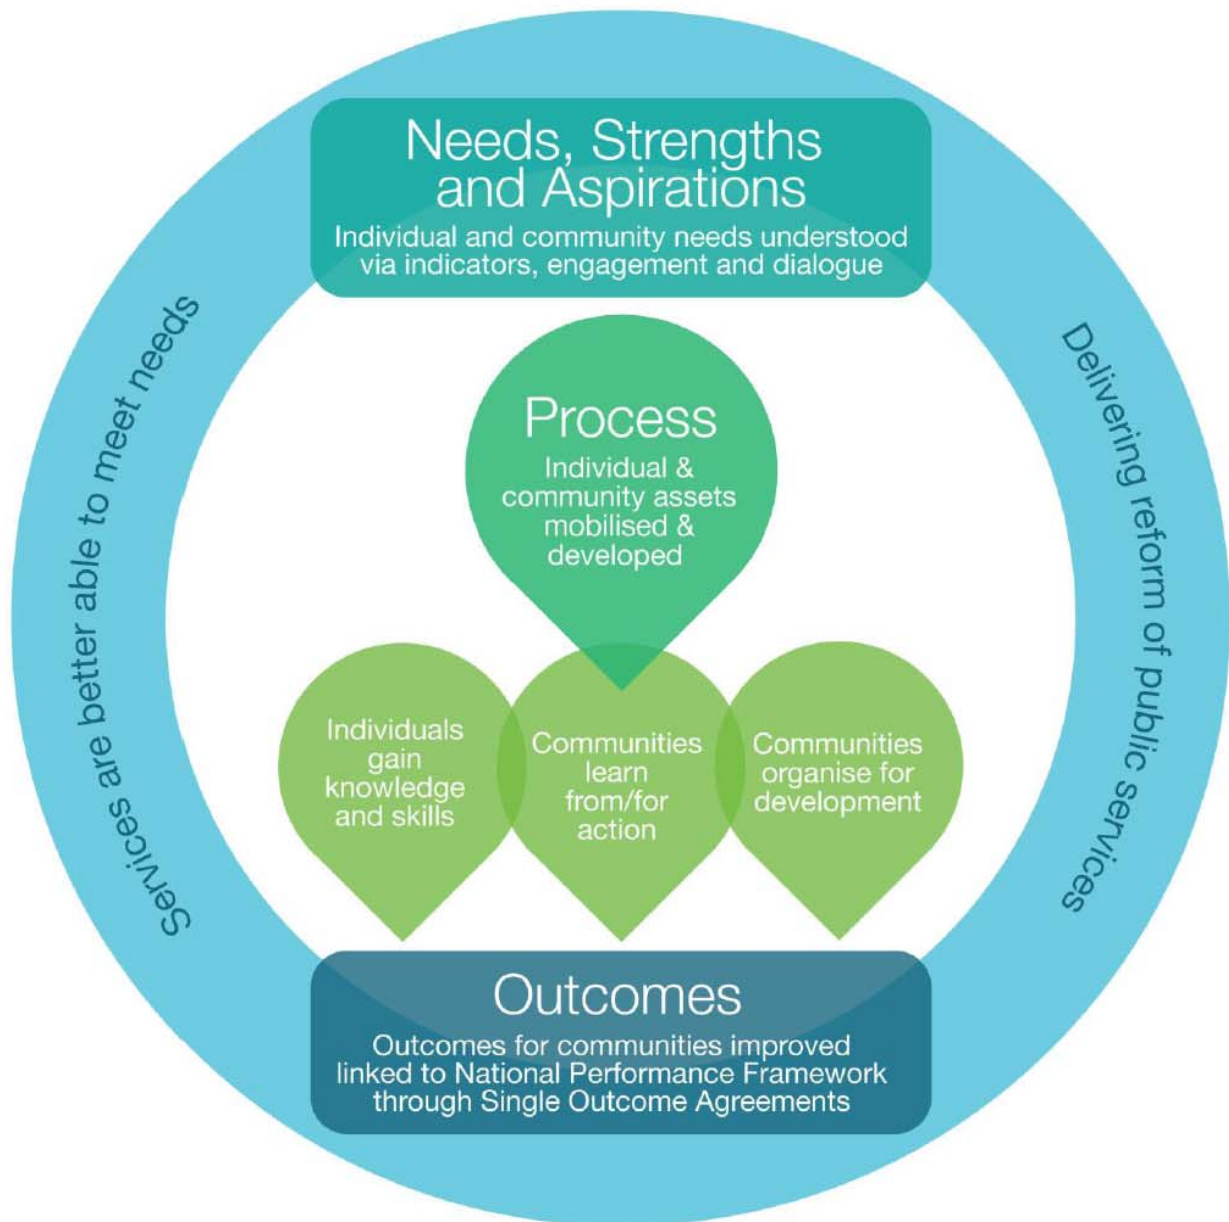 Needs, Strengths
and Aspirations
Individual and community needs understood
via indicators, engagement and dialogue
Services are better able to meet needs
Delivering reform of public services
Process
Individual &
community assets
mobilised &
developed
Individuals
gain
knowledge
and skills
Communities
learn
from/for
action
Communities
organise for
development
Outcomes
Outcomes for communities improved
linked to National Performance Framework
through Single Outcome Agreements